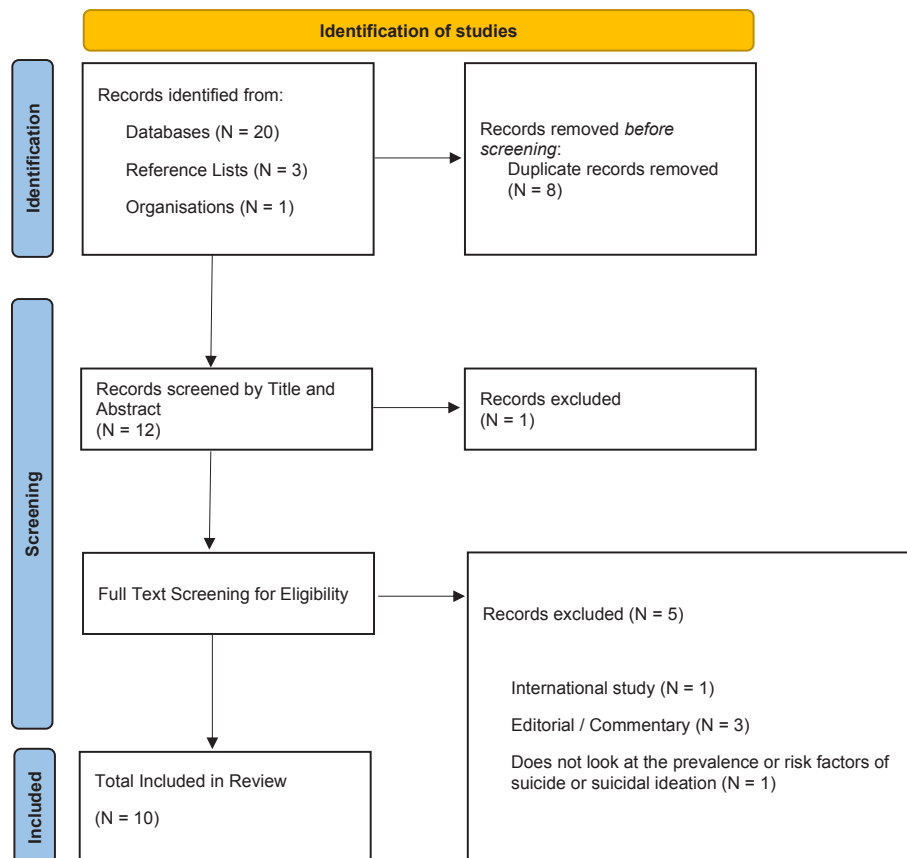 Identification of studies
Identification
Records identified from:
Databases (N = 20)
Reference Lists (N = 3)
Organisations (N = 1)
Records removed before
screening:
Duplicate records removed
(N = 8)
Screening
Records screened by Title and
Abstract
(N = 12)
Records excluded
(N = 1)
Full Text Screening for Eligibility
Records excluded (N = 5)
International study (N = 1)
Editorial / Commentary (N = 3)
Does not look at the prevalence or risk factors of
suicide or suicidal ideation (N = 1)
Included
Total Included in Review
(N = 10)